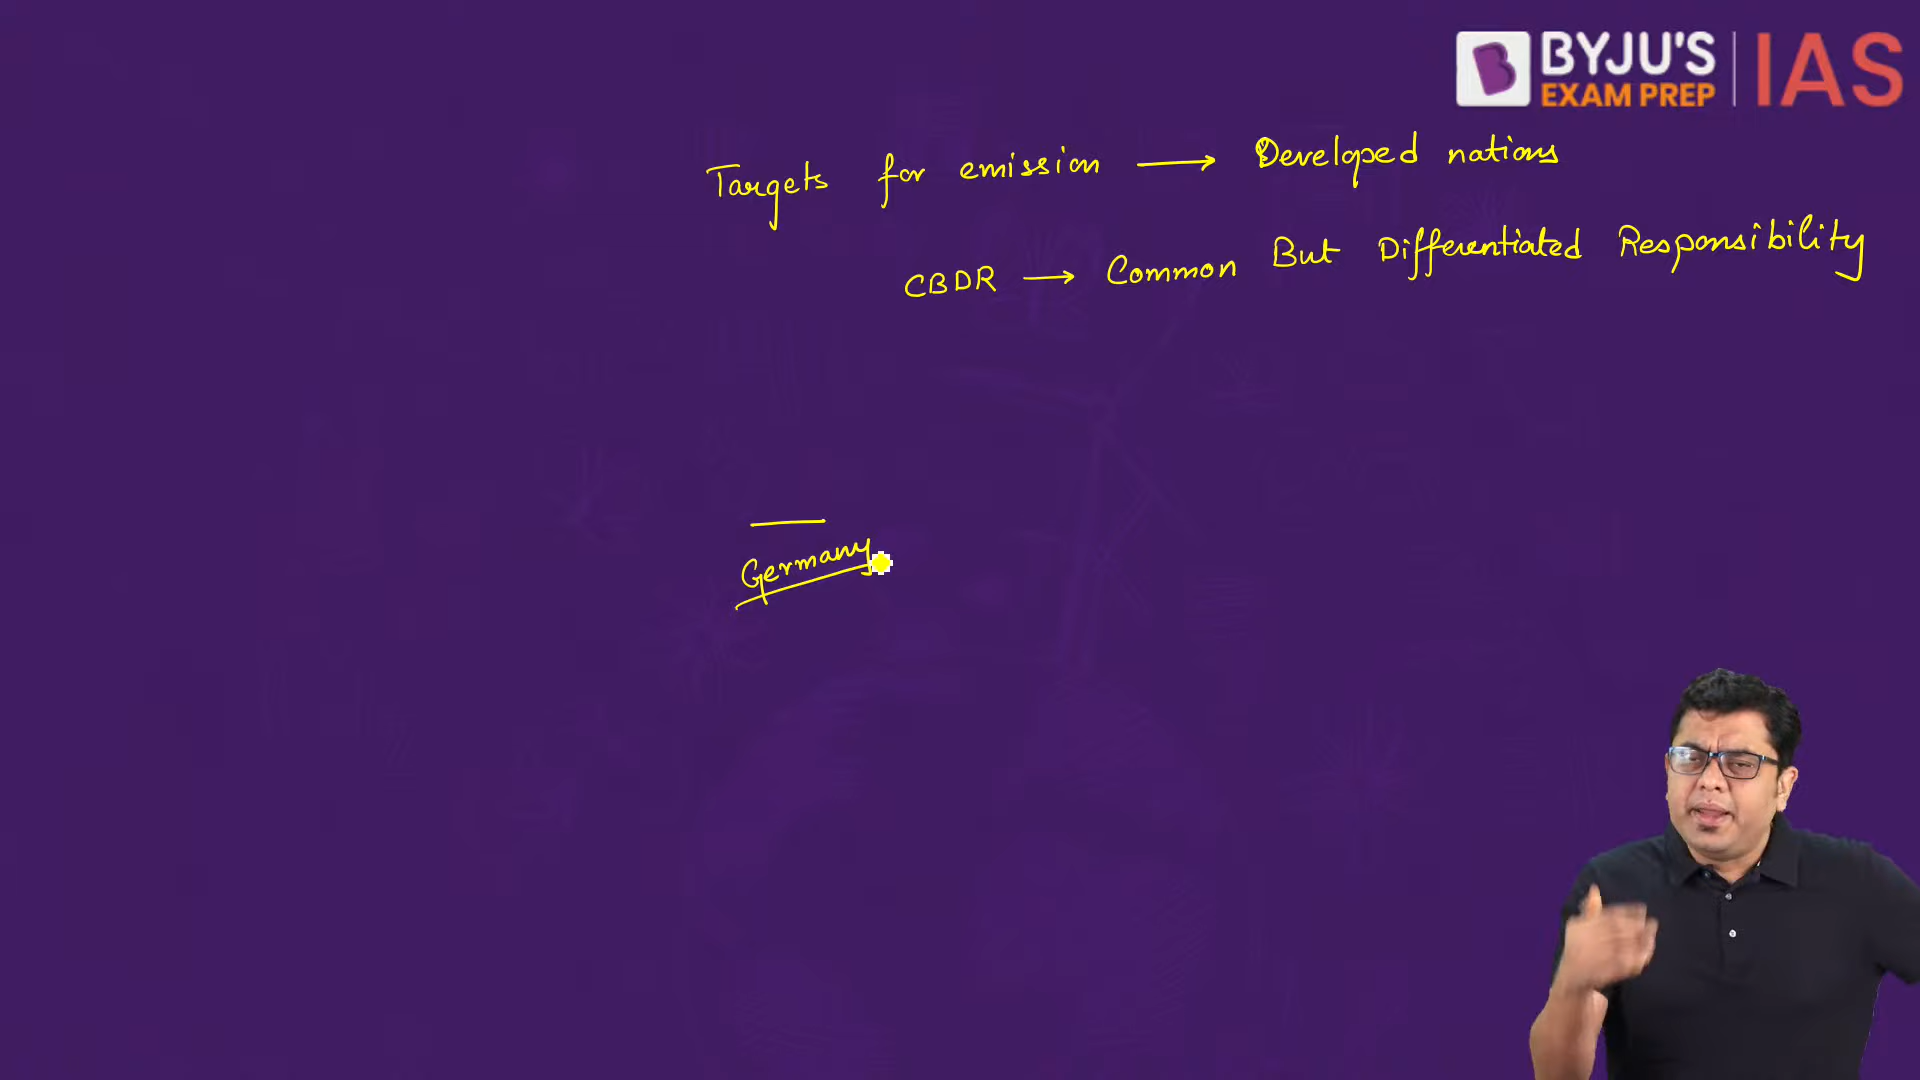 BYJU'S
EXAM PREP
IAS
Targets for emission → Developed nations
CBDR → Common But Differentiated Responsibility
Germany